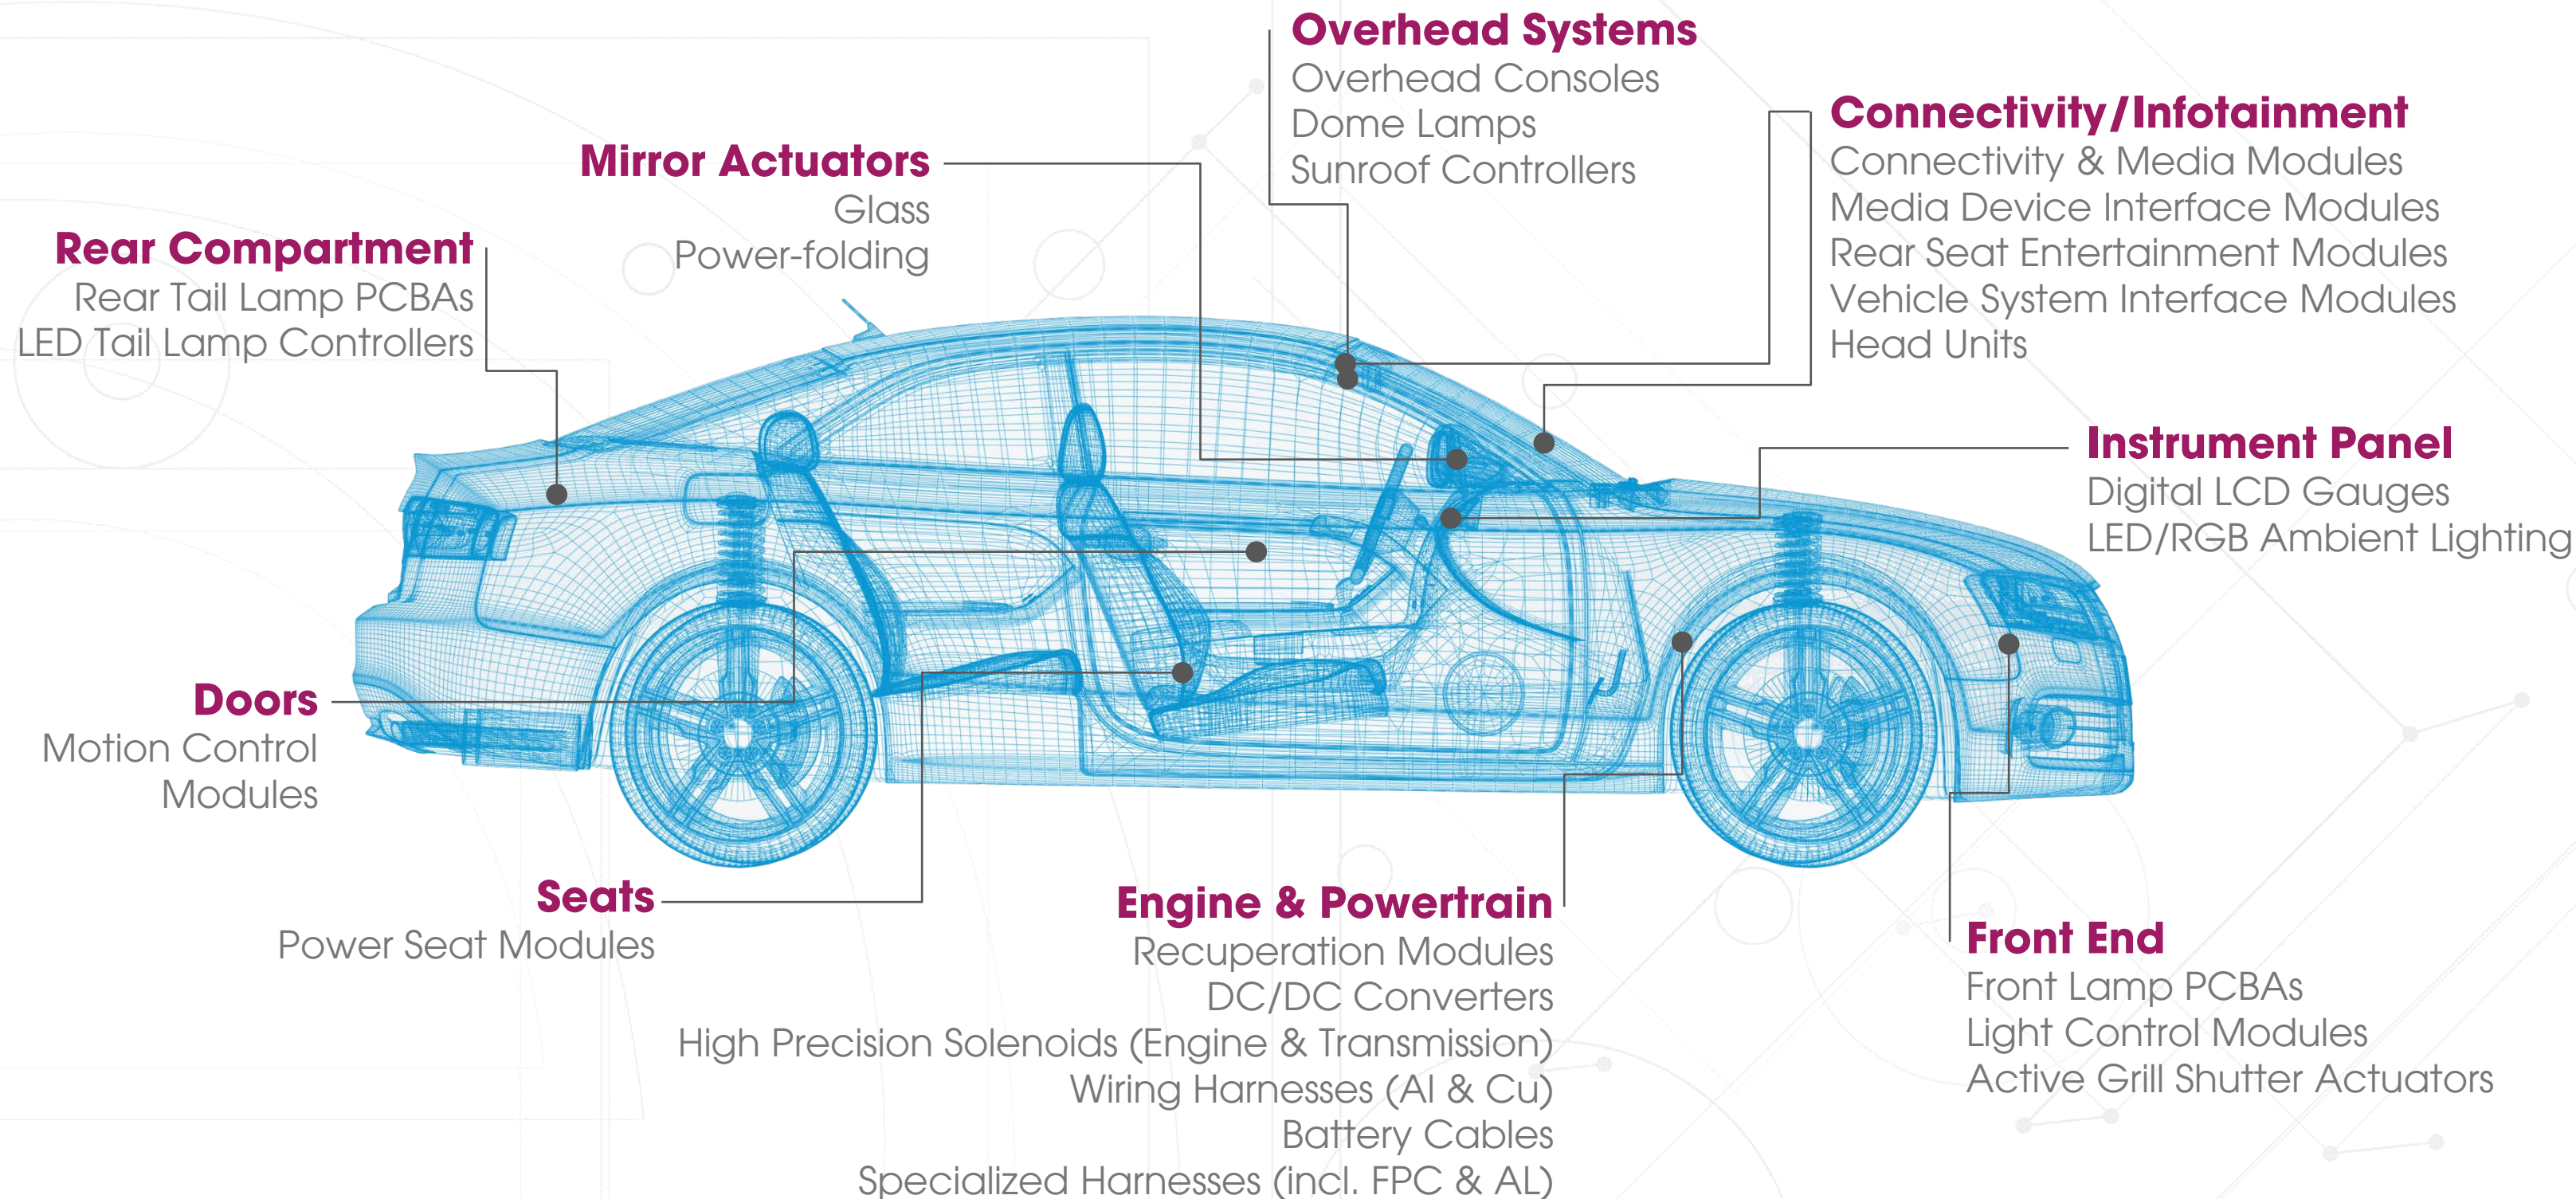 Overhead Systems
Overhead Consoles
Dome Lamps
Sunroof Controllers
Connectivity/Infotainment
Connectivity & Media Modules
Media Device Interface Modules
Rear Seat Entertainment Modules
Vehicle System Interface Modules
Head Units
Mirror Actuators
Glass
Power-folding
Rear Compartment
Rear Tail Lamp PCBAs
LED Tail Lamp Controllers
Instrument Panel
Digital LCD Gauges
LED/RGB Ambient Lighting
Doors
Motion Control
Modules
Seats
Power Seat Modules
Engine & Powertrain
Recuperation Modules
DC/DC Converters
High Precision Solenoids (Engine & Transmission)
Wiring Harnesses (Al & Cu)
Battery Cables
Specialized Harnesses (incl. FPC & AL)
Front End
Front Lamp PCBAs
Light Control Modules
Active Grill Shutter Actuators